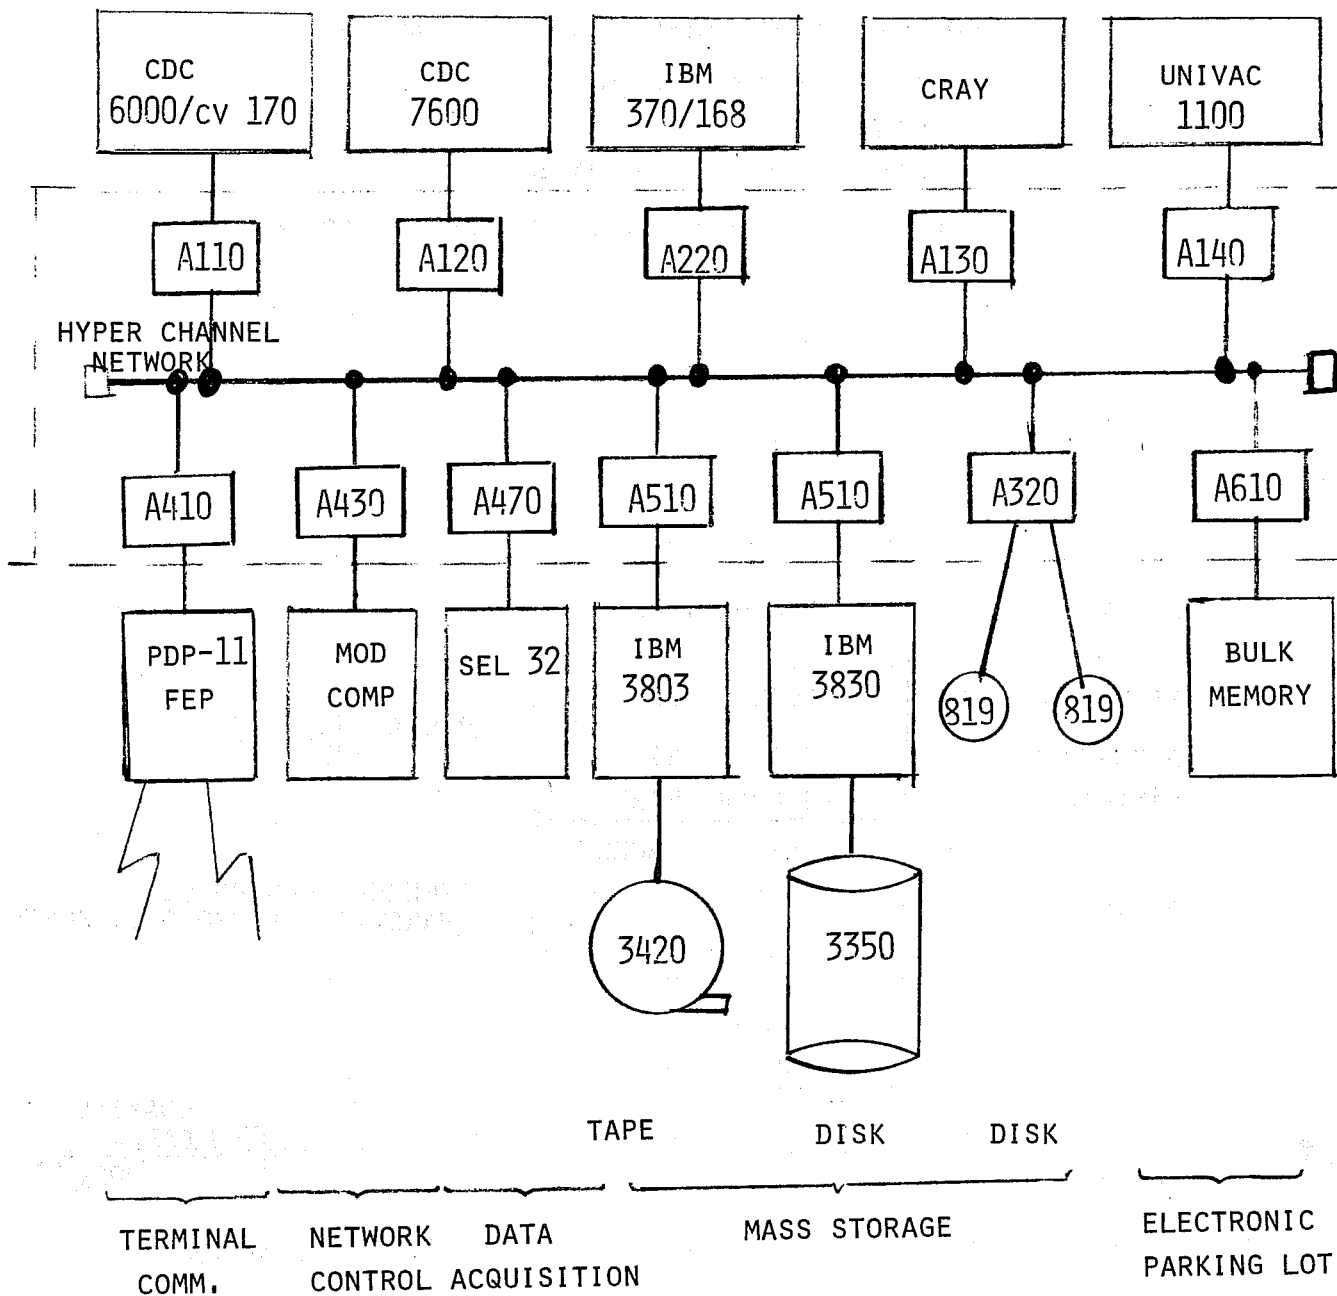 CDC
6000/cv 170
CDC
7600
IBM
370/168
CRAY
UNIVAC
1100
A110
A120
A220
A130
A140
HYPER CHANNEL
NETWORK
A410
A430
A470
A510
A510
A320
A610
PDP-11
FEP
MOD
COMP
SEL 32
IBM
3803
IBM
3830
819
819
BULK
MEMORY
3420
3350
TAPE
DISK
DISK
TERMINAL
COMM.
NETWORK
CONTROL
DATA
ACQUISITION
MASS STORAGE
ELECTRONIC
PARKING LOT